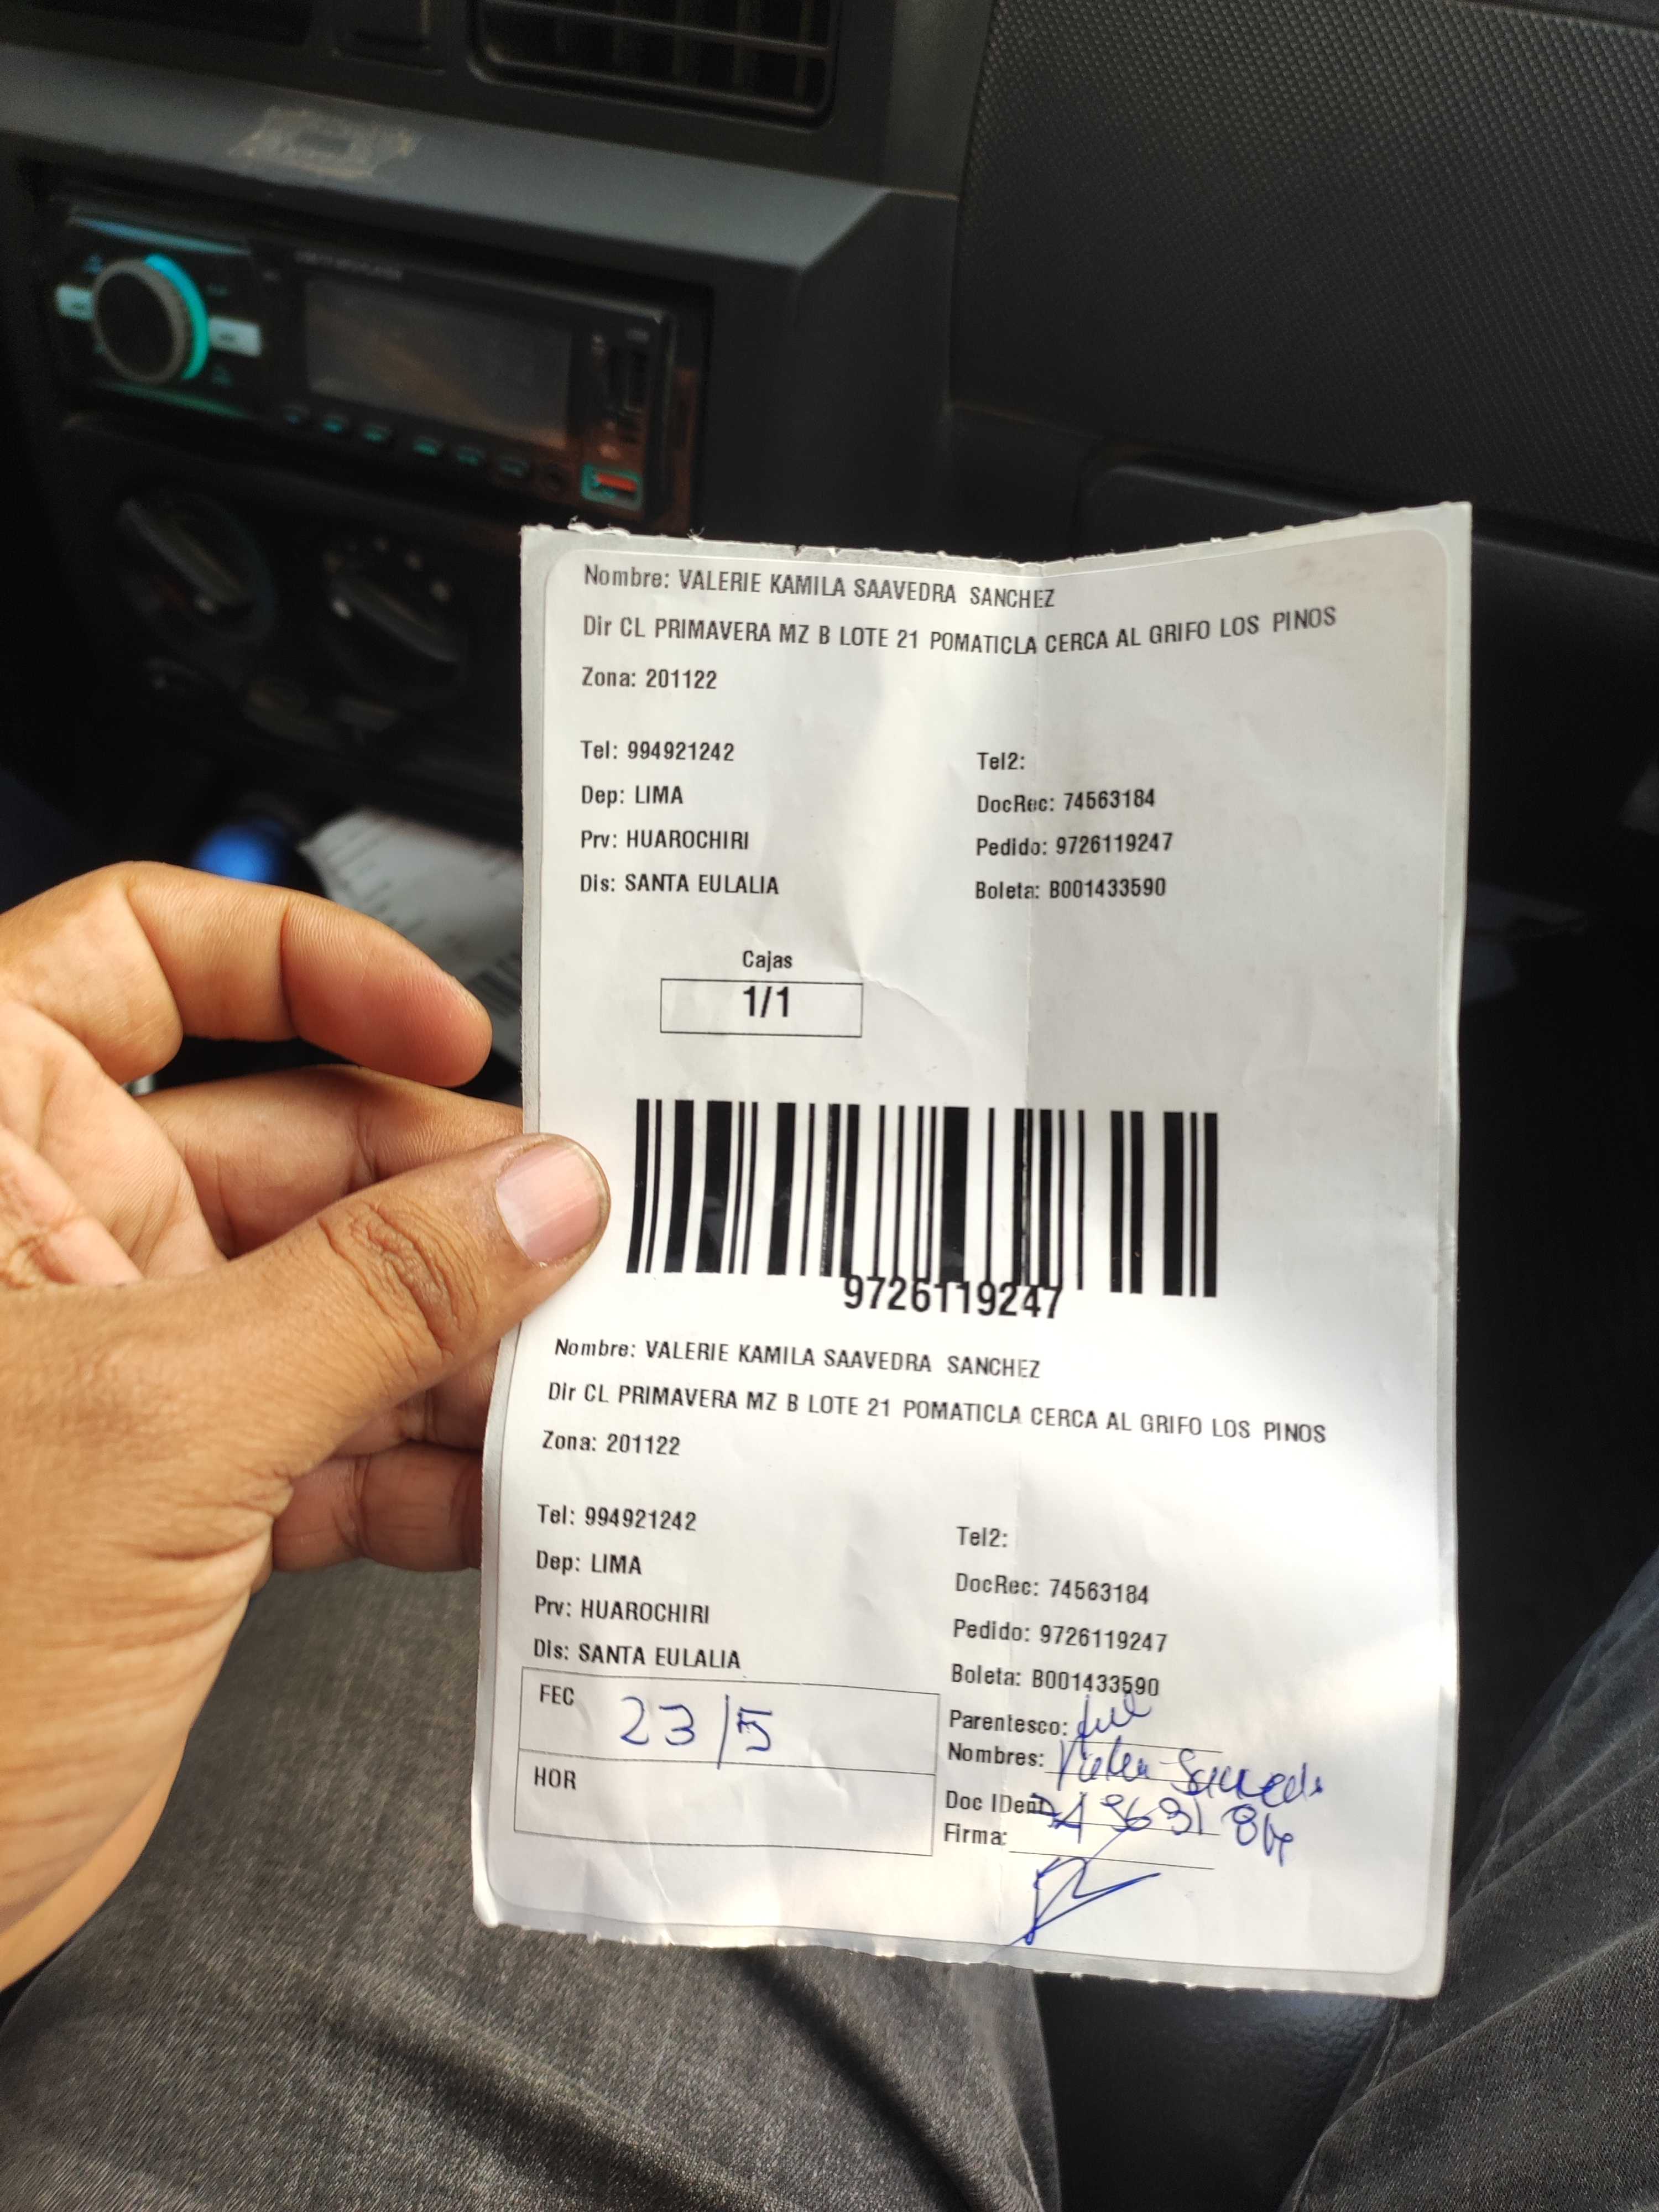 Nombre: VALERIE KAMILA SAAVEDRA SANCHEZ
Dir CL PRIMAVERA MZ B LOTE 21 POMATICLA CERCA AL GRIFO LOS PINOS
Zona: 201122
Tel: 994921242
Tel2:
Dep: LIMA
DocRec: 74563184
Prv: HUAROCHIRI
Pedido: 9726119247
Dis: SANTA EULALIA
Boleta: B001433590
Cajas
1/1
9726119247
Nombre: VALERIE KAMILA SAAVEDRA SANCHEZ
Dir CL PRIMAVERA MZ B LOTE 21 POMATICLA CERCA AL GRIFO LOS PINOS
Zona: 201122
Tel: 994921242
Tel2:
Dep: LIMA
DocRec: 74563184
Prv: HUAROCHIRI
Pedido: 9726119247
Dis: SANTA EULALIA
Boleta: B001433590
FEC 23/5
Parentesco:
Nombres:
HOR
Doc IDent
Firma: